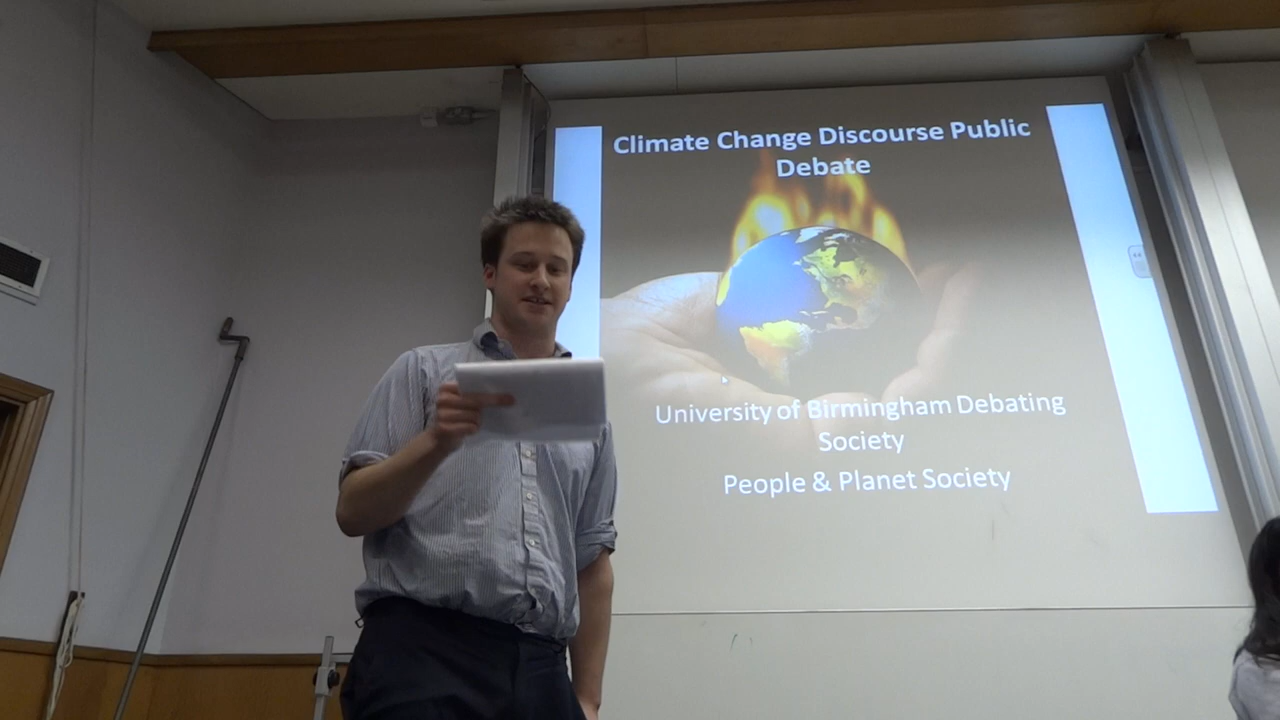 Climate Change Discourse Public
Debate
University of Birmingham Debating
Society
People & Planet Society